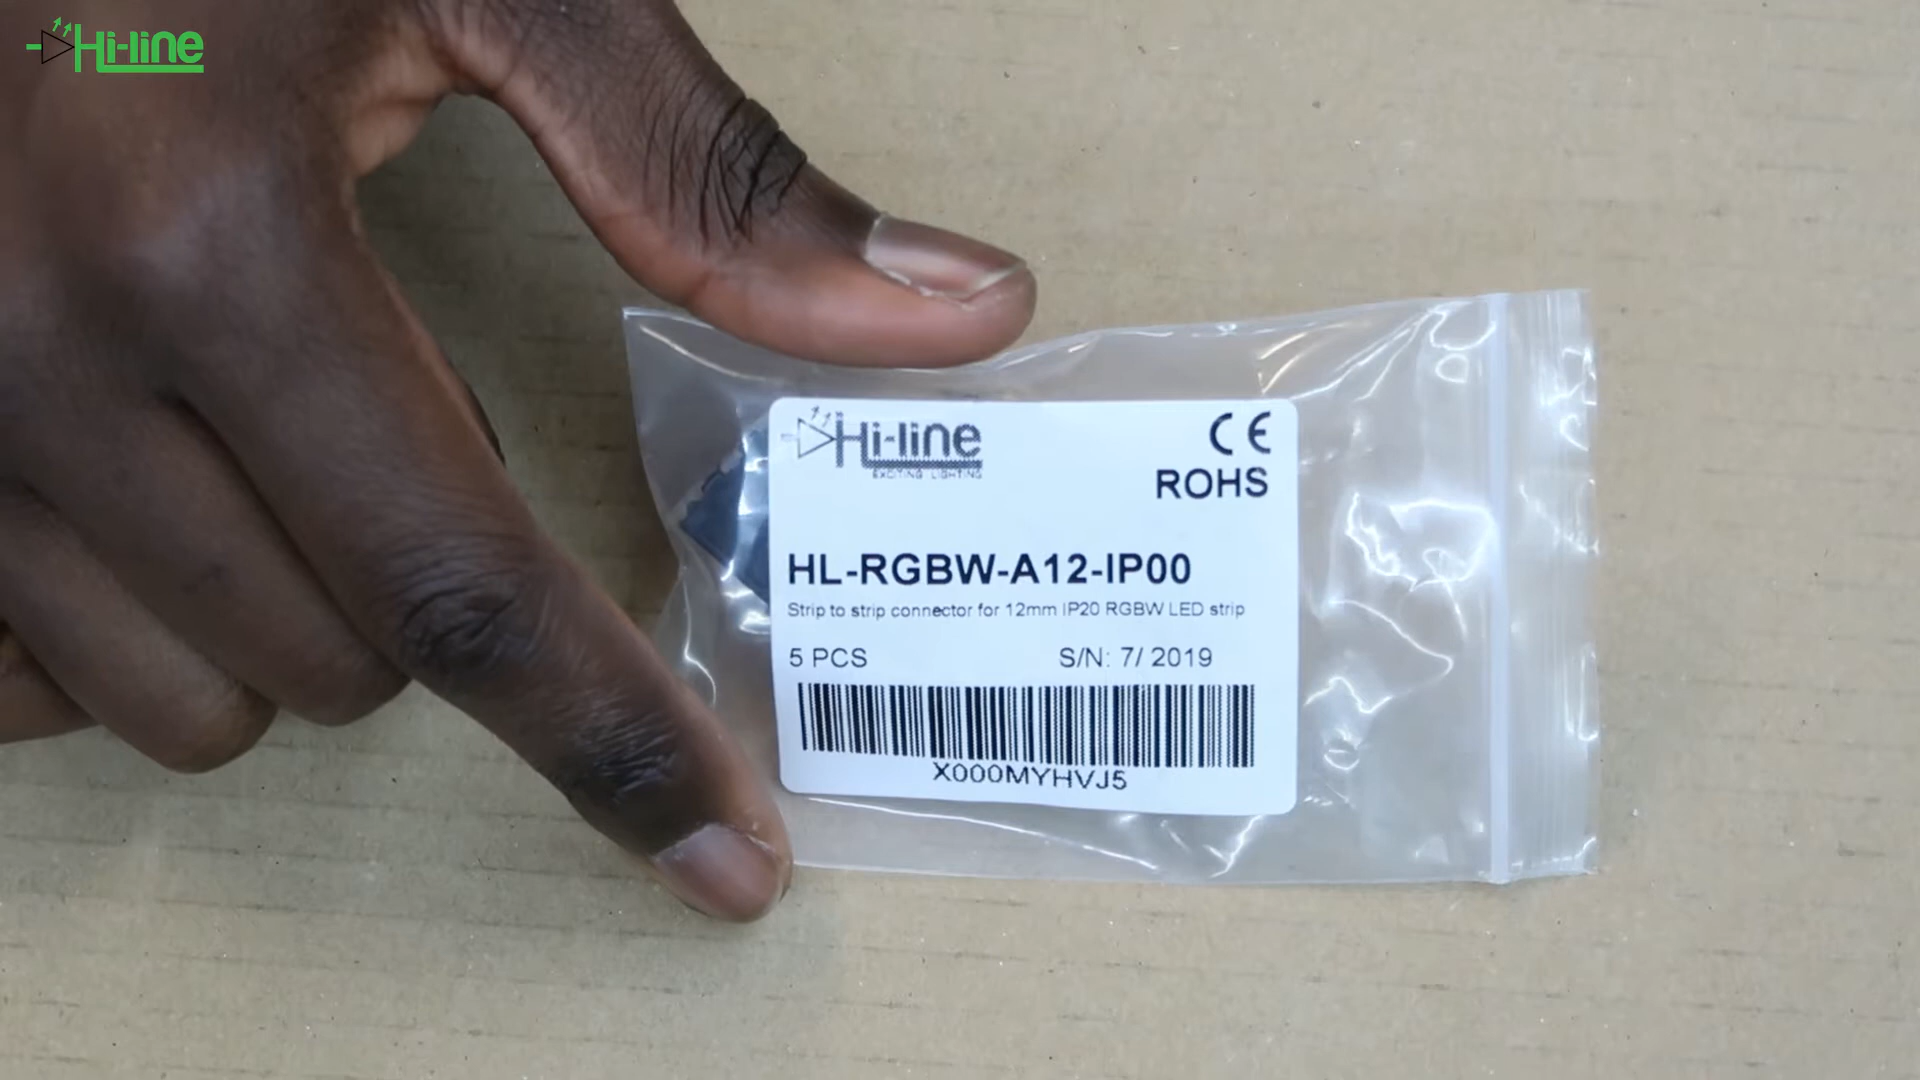 Hi-line
Hi-line
EXCITING LIGHTING
CE
ROHS
HL-RGBW-A12-IP00
Strip to strip connector for 12mm IP20 RGBW LED strip
5 PCS
S/N: 7/ 2019
X000MYHVJ5